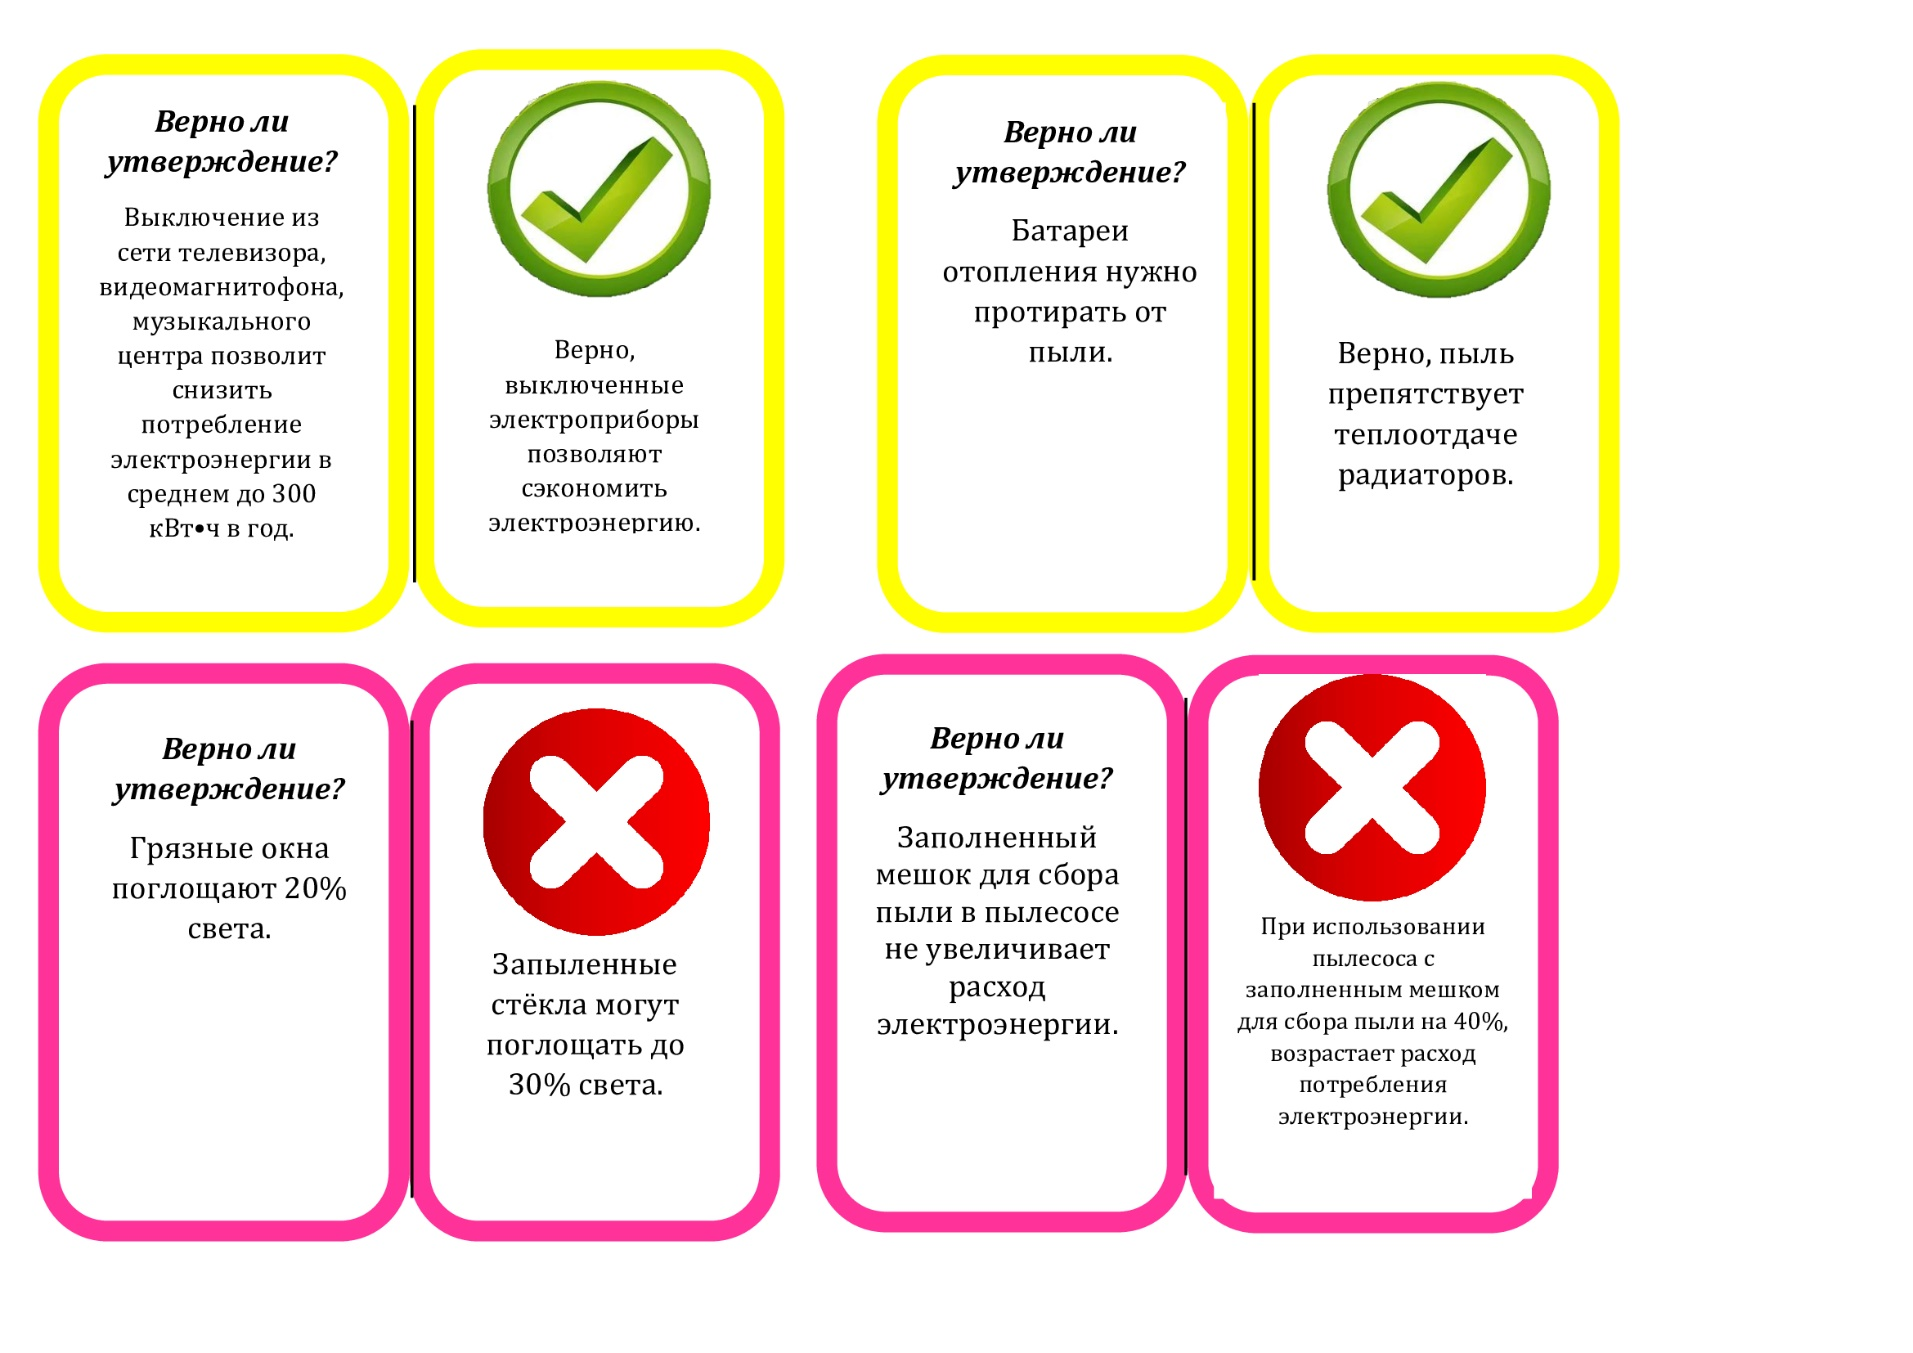 Верно ли
утверждение?
Выключение из
сети телевизора,
видеомагнитофона,
музыкального
центра позволит
снизить
потребление
электроэнергии в
среднем до 300
кВт•ч в год.
Верно,
выключенные
электроприборы
позволяют
сэкономить
электроэнергию.
Верно ли
утверждение?
Батареи
отопления нужно
протирать от
пыли.
Верно, пыль
препятствует
теплоотдаче
радиаторов.
Верно ли
утверждение?
Грязные окна
поглощают 20%
света.
Запыленные
стёкла могут
поглощать до
30% света.
Верно ли
утверждение?
Заполненный
мешок для сбора
пыли в пылесосе
не увеличивает
расход
электроэнергии.
При использовании
пылесоса с
заполненным мешком
для сбора пыли на 40%,
возрастает расход
потребления
электроэнергии.